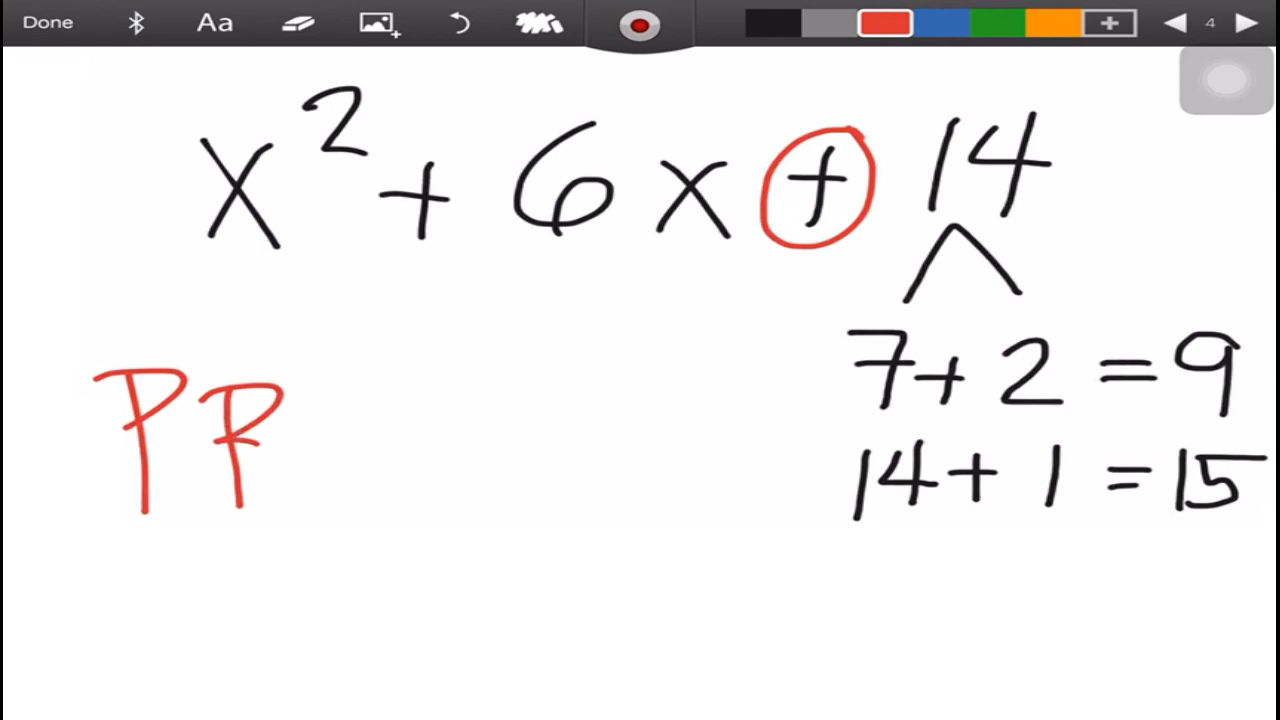 Done Aa 4
x² + 6x + 14
7 + 2 = 9
14 + 1 = 15
PP